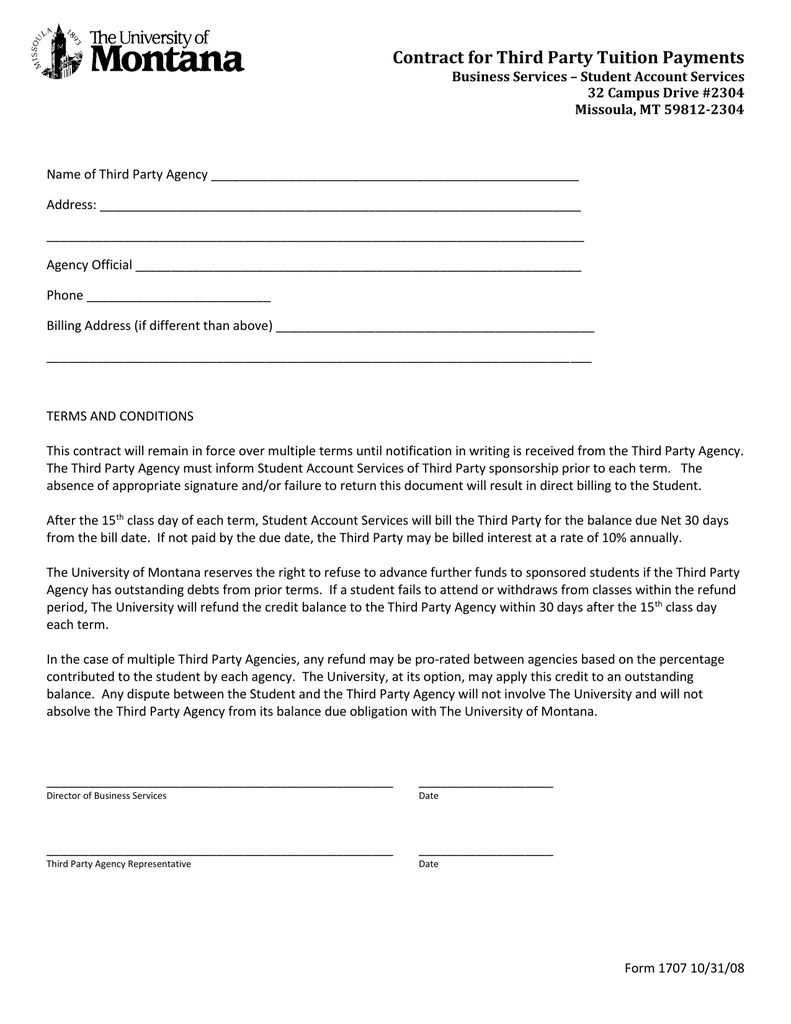 MISSOULA 1893
M
The University of
Montana
Contract for Third Party Tuition Payments
Business Services – Student Account Services
32 Campus Drive #2304
Missoula, MT 59812-2304
Name of Third Party Agency
Address:
Agency Official
Phone
Billing Address (if different than above)
TERMS AND CONDITIONS
This contract will remain in force over multiple terms until notification in writing is received from the Third Party Agency.
The Third Party Agency must inform Student Account Services of Third Party sponsorship prior to each term. The
absence of appropriate signature and/or failure to return this document will result in direct billing to the Student.
After the 15th class day of each term, Student Account Services will bill the Third Party for the balance due Net 30 days
from the bill date. If not paid by the due date, the Third Party may be billed interest at a rate of 10% annually.
The University of Montana reserves the right to refuse to advance further funds to sponsored students if the Third Party
Agency has outstanding debts from prior terms. If a student fails to attend or withdraws from classes within the refund
period, The University will refund the credit balance to the Third Party Agency within 30 days after the 15th class day
each term.
In the case of multiple Third Party Agencies, any refund may be pro-rated between agencies based on the percentage
contributed to the student by each agency. The University, at its option, may apply this credit to an outstanding
balance. Any dispute between the Student and the Third Party Agency will not involve The University and will not
absolve the Third Party Agency from its balance due obligation with The University of Montana.
Director of Business Services Date
Third Party Agency Representative Date
Form 1707 10/31/08